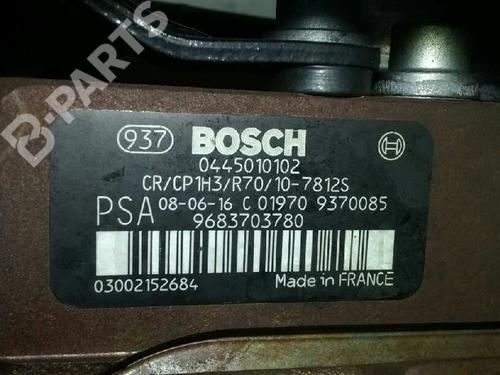 B-PARTS
937 BOSCH
0445010102
CR/CP1H3/R70/10-7812S
PSA 08-06-16 C 01970 9370085
9683703780
03002152684 Made in FRANCE